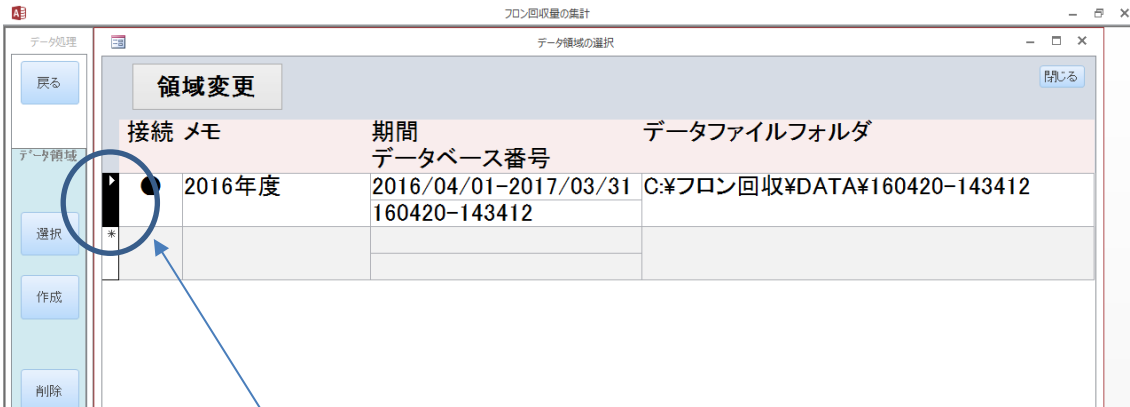 フロン回収量の集計
データ処理
データ領域の選択
戻る
領域変更
閉じる
接続 メモ 期間 データファイルフォルダ
データベース番号
データ領域
● 2016年度 2016/04/01-2017/03/31 C:¥フロン回収¥DATA¥160420-143412
160420-143412
選択
*
作成
削除